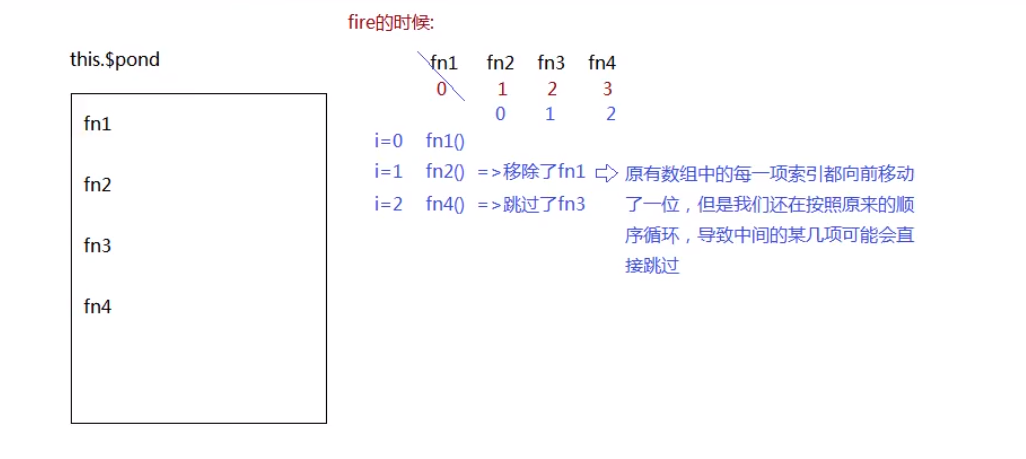 fire的时候:
this.$pond
fn1 fn2 fn3 fn4
0 1 2 3
0 1 2
fn1
fn2
fn3
fn4
i=0 fn1()
i=1 fn2() =>移除了fn1
i=2 fn4() =>跳过了fn3
原有数组中的每一项索引都向前移动
了一位，但是我们还在按照原来的顺
序循环，导致中间的某几项可能会直
接跳过